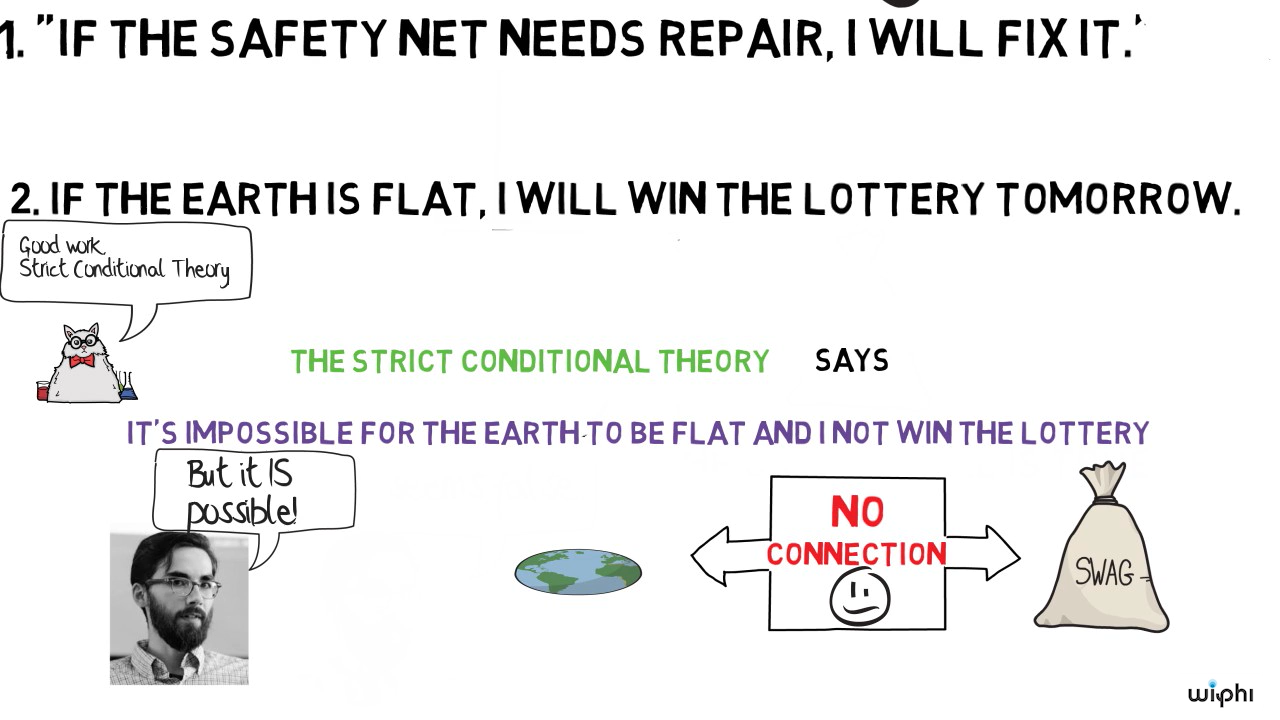 1. "IF THE SAFETY NET NEEDS REPAIR, I WILL FIX IT.'
2. IF THE EARTH IS FLAT, I WILL WIN THE LOTTERY TOMORROW.
Good work,
Strict Conditional Theory
THE STRICT CONDITIONAL THEORY SAYS
IT'S IMPOSSIBLE FOR THE EARTH TO BE FLAT AND I NOT WIN THE LOTTERY
But it IS
possible!
NO
CONNECTION
SWAG
wiphi